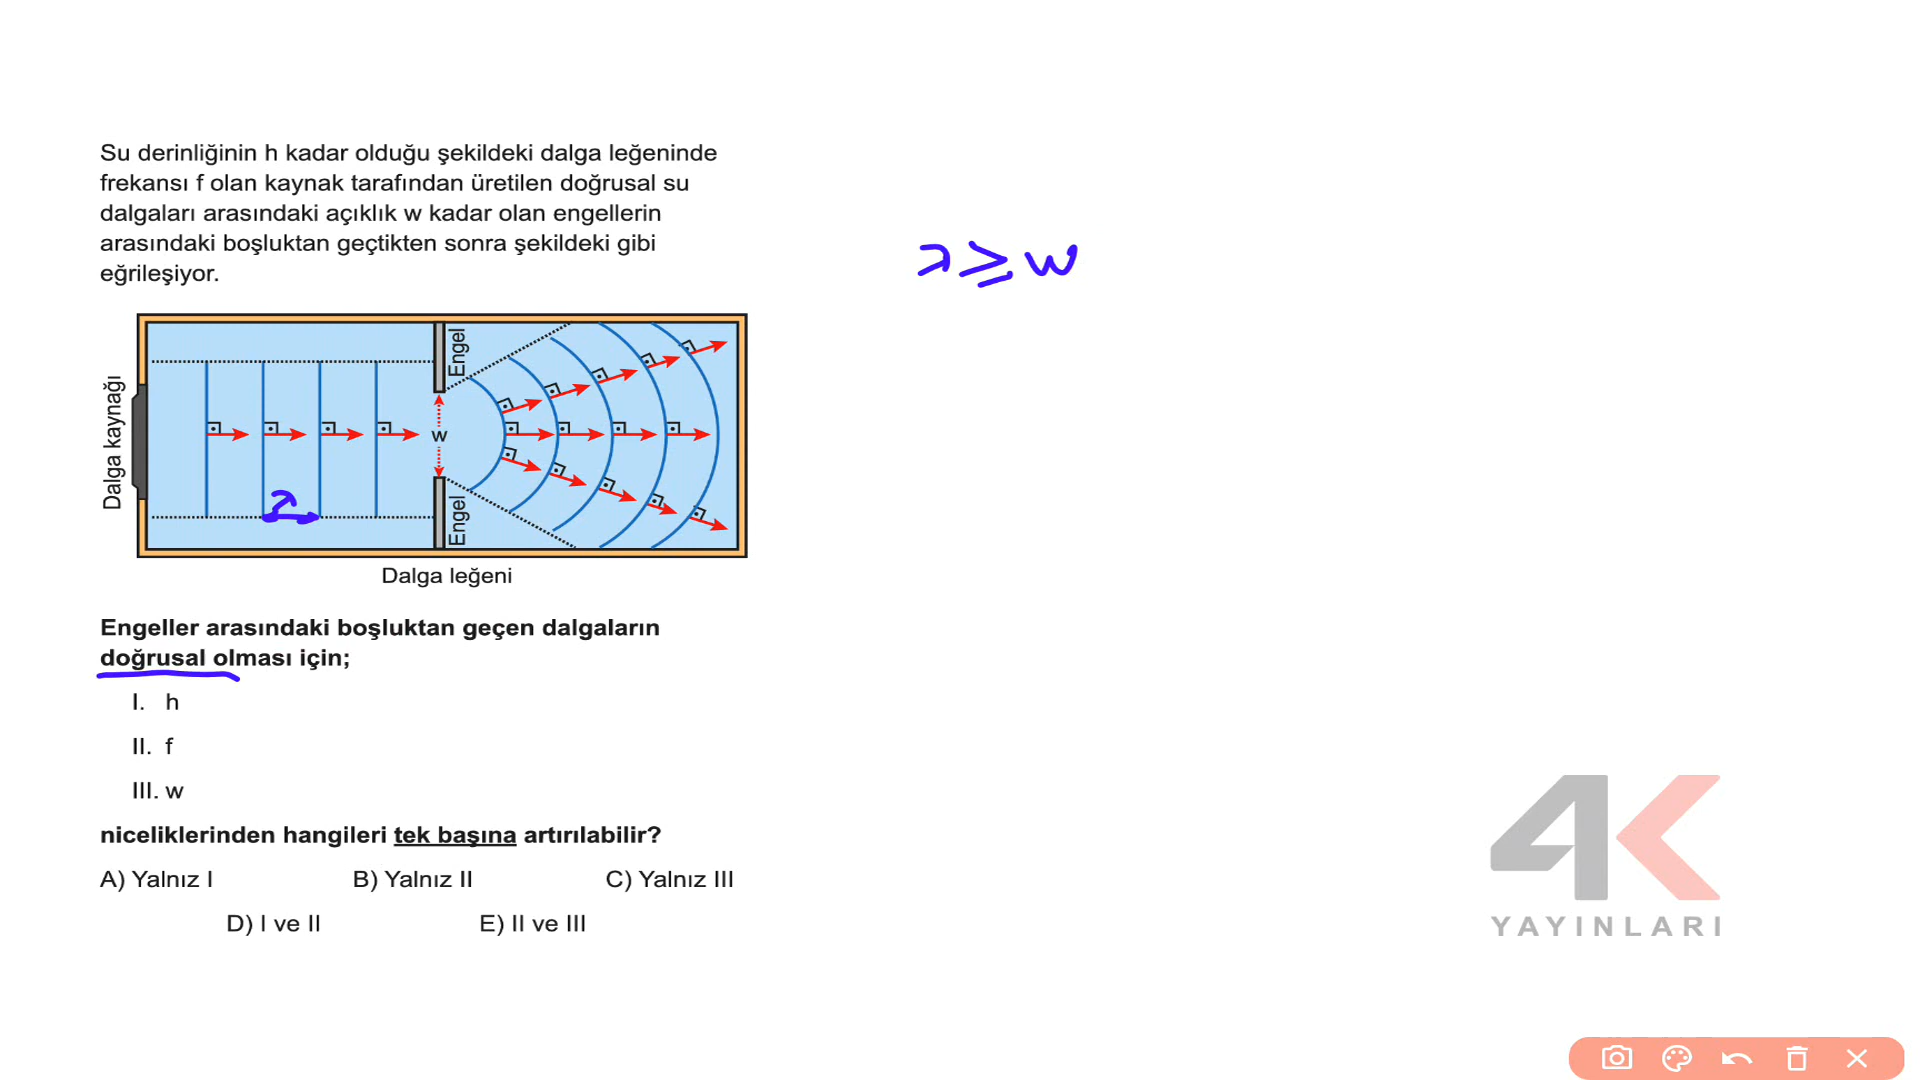 Su derinliğinin h kadar olduğu şekildeki dalga leğeninde
frekansı f olan kaynak tarafından üretilen doğrusal su
dalgaları arasındaki açıklık w kadar olan engellerin
arasındaki boşluktan geçtikten sonra şekildeki gibi
eğrileşiyor.
λ ≥ w
Dalga kaynağı
Engel
w
λ
Engel
Dalga leğeni
Engeller arasındaki boşluktan geçen dalgaların
doğrusal olması için;
I. h
II. f
III. w
niceliklerinden hangileri tek başına artırılabilir?
A) Yalnız I B) Yalnız II C) Yalnız III
D) I ve II E) II ve III
4K
YAYINLARI